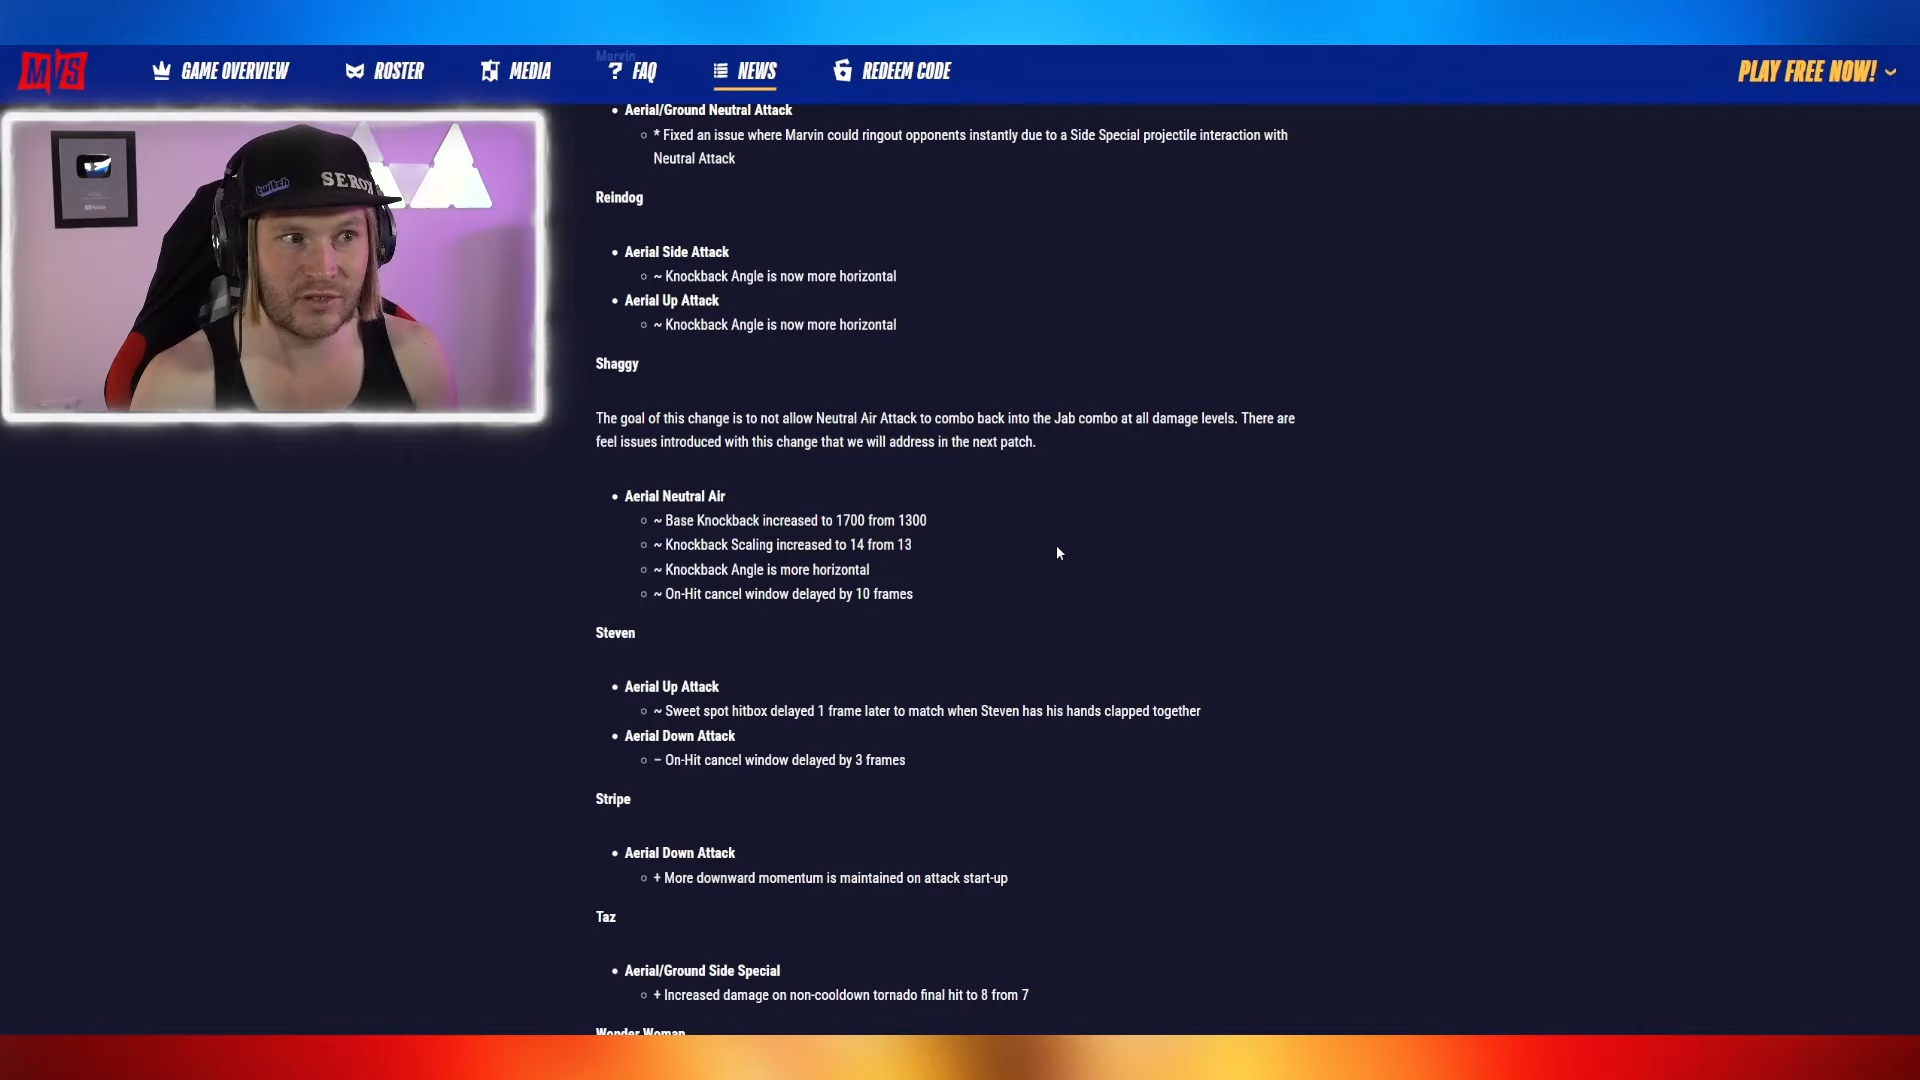 Marvin
MVS
GAME OVERVIEW
ROSTER
MEDIA
? FAQ
NEWS
REDEEM CODE
PLAY FREE NOW!
• Aerial/Ground Neutral Attack
○ * Fixed an issue where Marvin could ringout opponents instantly due to a Side Special projectile interaction with
Neutral Attack
twitch
Reindog
• Aerial Side Attack
○ ~ Knockback Angle is now more horizontal
• Aerial Up Attack
○ ~ Knockback Angle is now more horizontal
Shaggy
The goal of this change is to not allow Neutral Air Attack to combo back into the Jab combo at all damage levels. There are
feel issues introduced with this change that we will address in the next patch.
• Aerial Neutral Air
○ ~ Base Knockback increased to 1700 from 1300
○ ~ Knockback Scaling increased to 14 from 13
○ ~ Knockback Angle is more horizontal
○ ~ On-Hit cancel window delayed by 10 frames
Steven
• Aerial Up Attack
○ ~ Sweet spot hitbox delayed 1 frame later to match when Steven has his hands clapped together
• Aerial Down Attack
○ – On-Hit cancel window delayed by 3 frames
Stripe
• Aerial Down Attack
○ + More downward momentum is maintained on attack start-up
Taz
• Aerial/Ground Side Special
○ + Increased damage on non-cooldown tornado final hit to 8 from 7
Wonder Woman